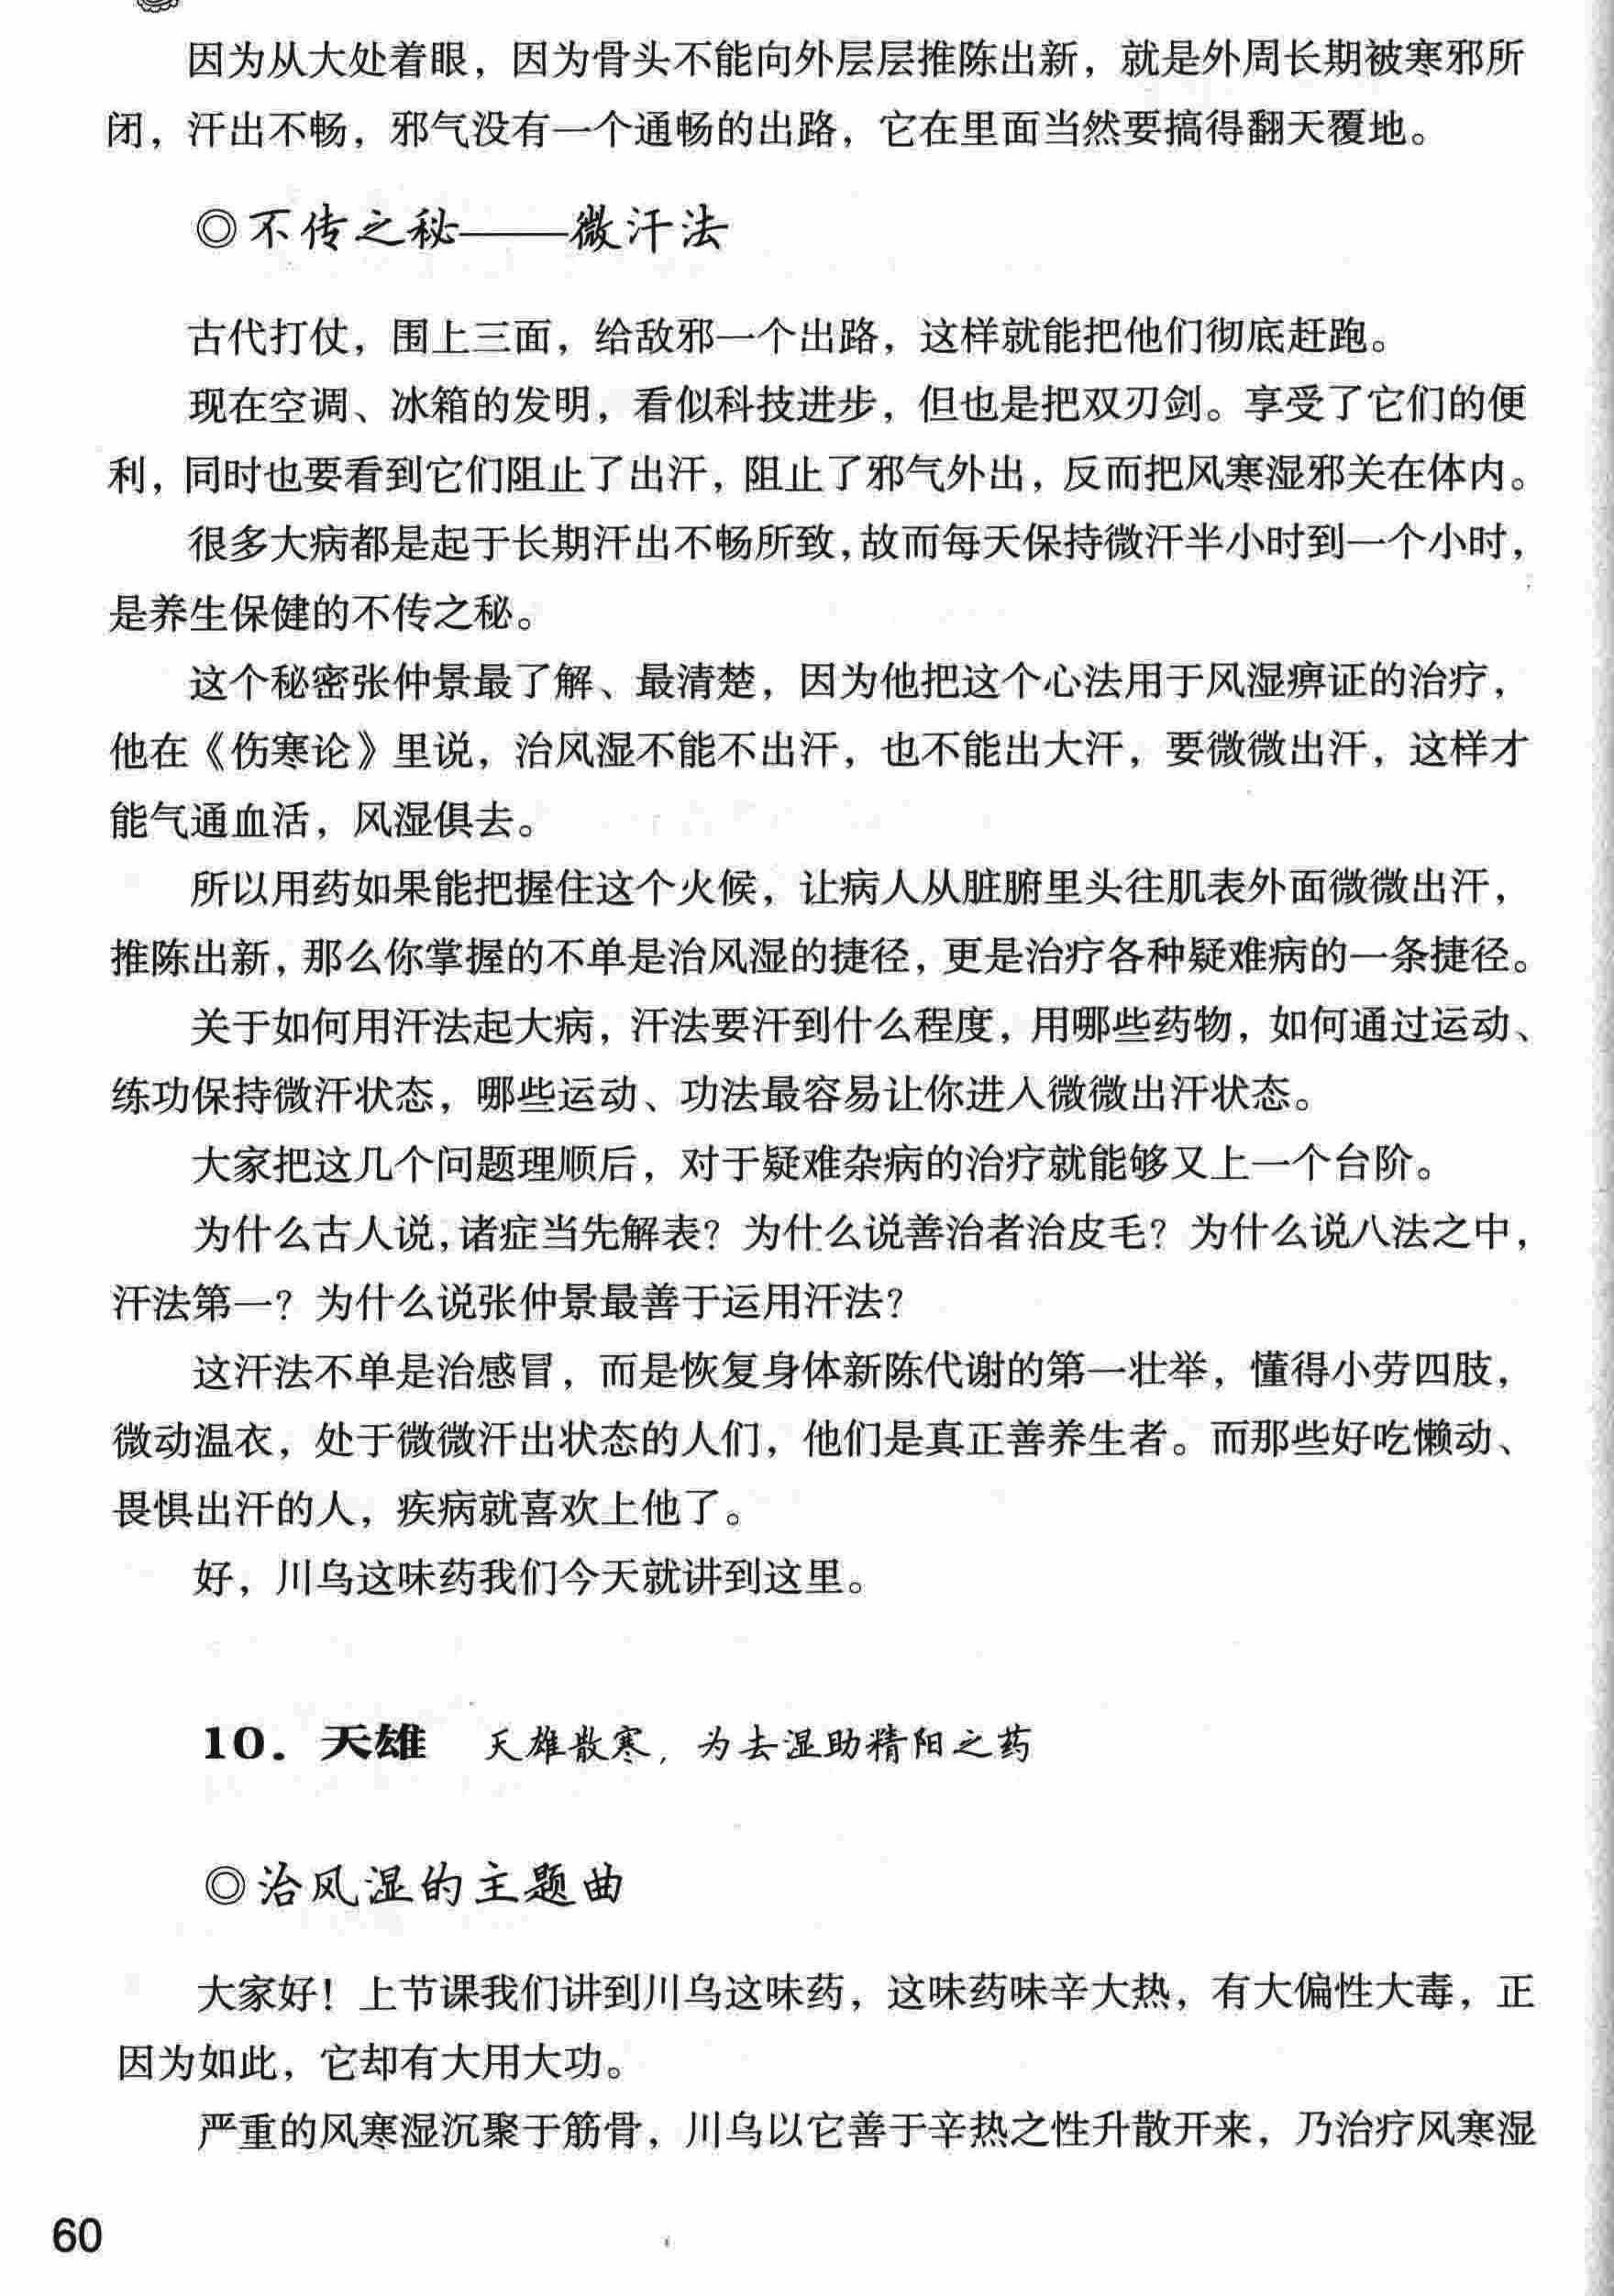 因为从大处着眼，因为骨头不能向外层层推陈出新，就是外周长期被寒邪所
闭，汗出不畅，邪气没有一个通畅的出路，它在里面当然要搞得翻天覆地。
◎不传之秘——微汗法
古代打仗，围上三面，给敌邪一个出路，这样就能把他们彻底赶跑。
现在空调、冰箱的发明，看似科技进步，但也是把双刃剑。享受了它们的便
利，同时也要看到它们阻止了出汗，阻止了邪气外出，反而把风寒湿邪关在体内。
很多大病都是起于长期汗出不畅所致，故而每天保持微汗半小时到一个小时，
是养生保健的不传之秘。
这个秘密张仲景最了解、最清楚，因为他把这个心法用于风湿痹证的治疗，
他在《伤寒论》里说，治风湿不能不出汗，也不能出大汗，要微微出汗，这样才
能气通血活，风湿俱去。
所以用药如果能把握住这个火候，让病人从脏腑里头往肌表外面微微出汗，
推陈出新，那么你掌握的不单是治风湿的捷径，更是治疗各种疑难病的一条捷径。
关于如何用汗法起大病，汗法要汗到什么程度，用哪些药物，如何通过运动、
练功保持微汗状态，哪些运动、功法最容易让你进入微微出汗状态。
大家把这几个问题理顺后，对于疑难杂病的治疗就能够又上一个台阶。
为什么古人说，诸症当先解表？为什么说善治者治皮毛？为什么说八法之中，
汗法第一？为什么说张仲景最善于运用汗法？
这汗法不单是治感冒，而是恢复身体新陈代谢的第一壮举，懂得小劳四肢，
微动温衣，处于微微汗出状态的人们，他们是真正善养生者。而那些好吃懒动、
畏惧出汗的人，疾病就喜欢上他了。
好，川乌这味药我们今天就讲到这里。
10．天雄 天雄散寒，为去湿助精阳之药
◎治风湿的主题曲
大家好！上节课我们讲到川乌这味药，这味药味辛大热，有大偏性大毒，正
因为如此，它却有大用大功。
严重的风寒湿沉聚于筋骨，川乌以它善于辛热之性升散开来，乃治疗风寒湿
60